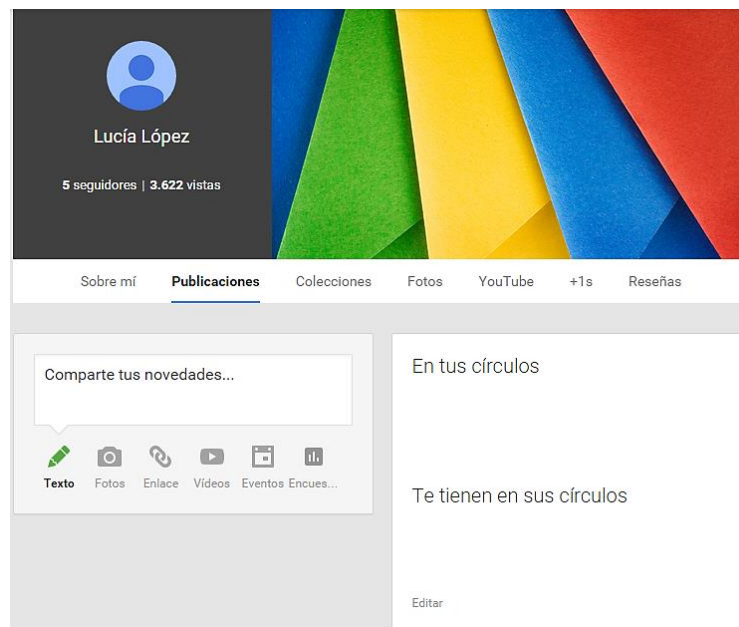 Lucía López
5 seguidores | 3.622 vistas
Sobre mí Publicaciones Colecciones Fotos YouTube +1s Reseñas
Comparte tus novedades...
Texto Fotos Enlace Vídeos Eventos Encues...
En tus círculos
Te tienen en sus círculos
Editar